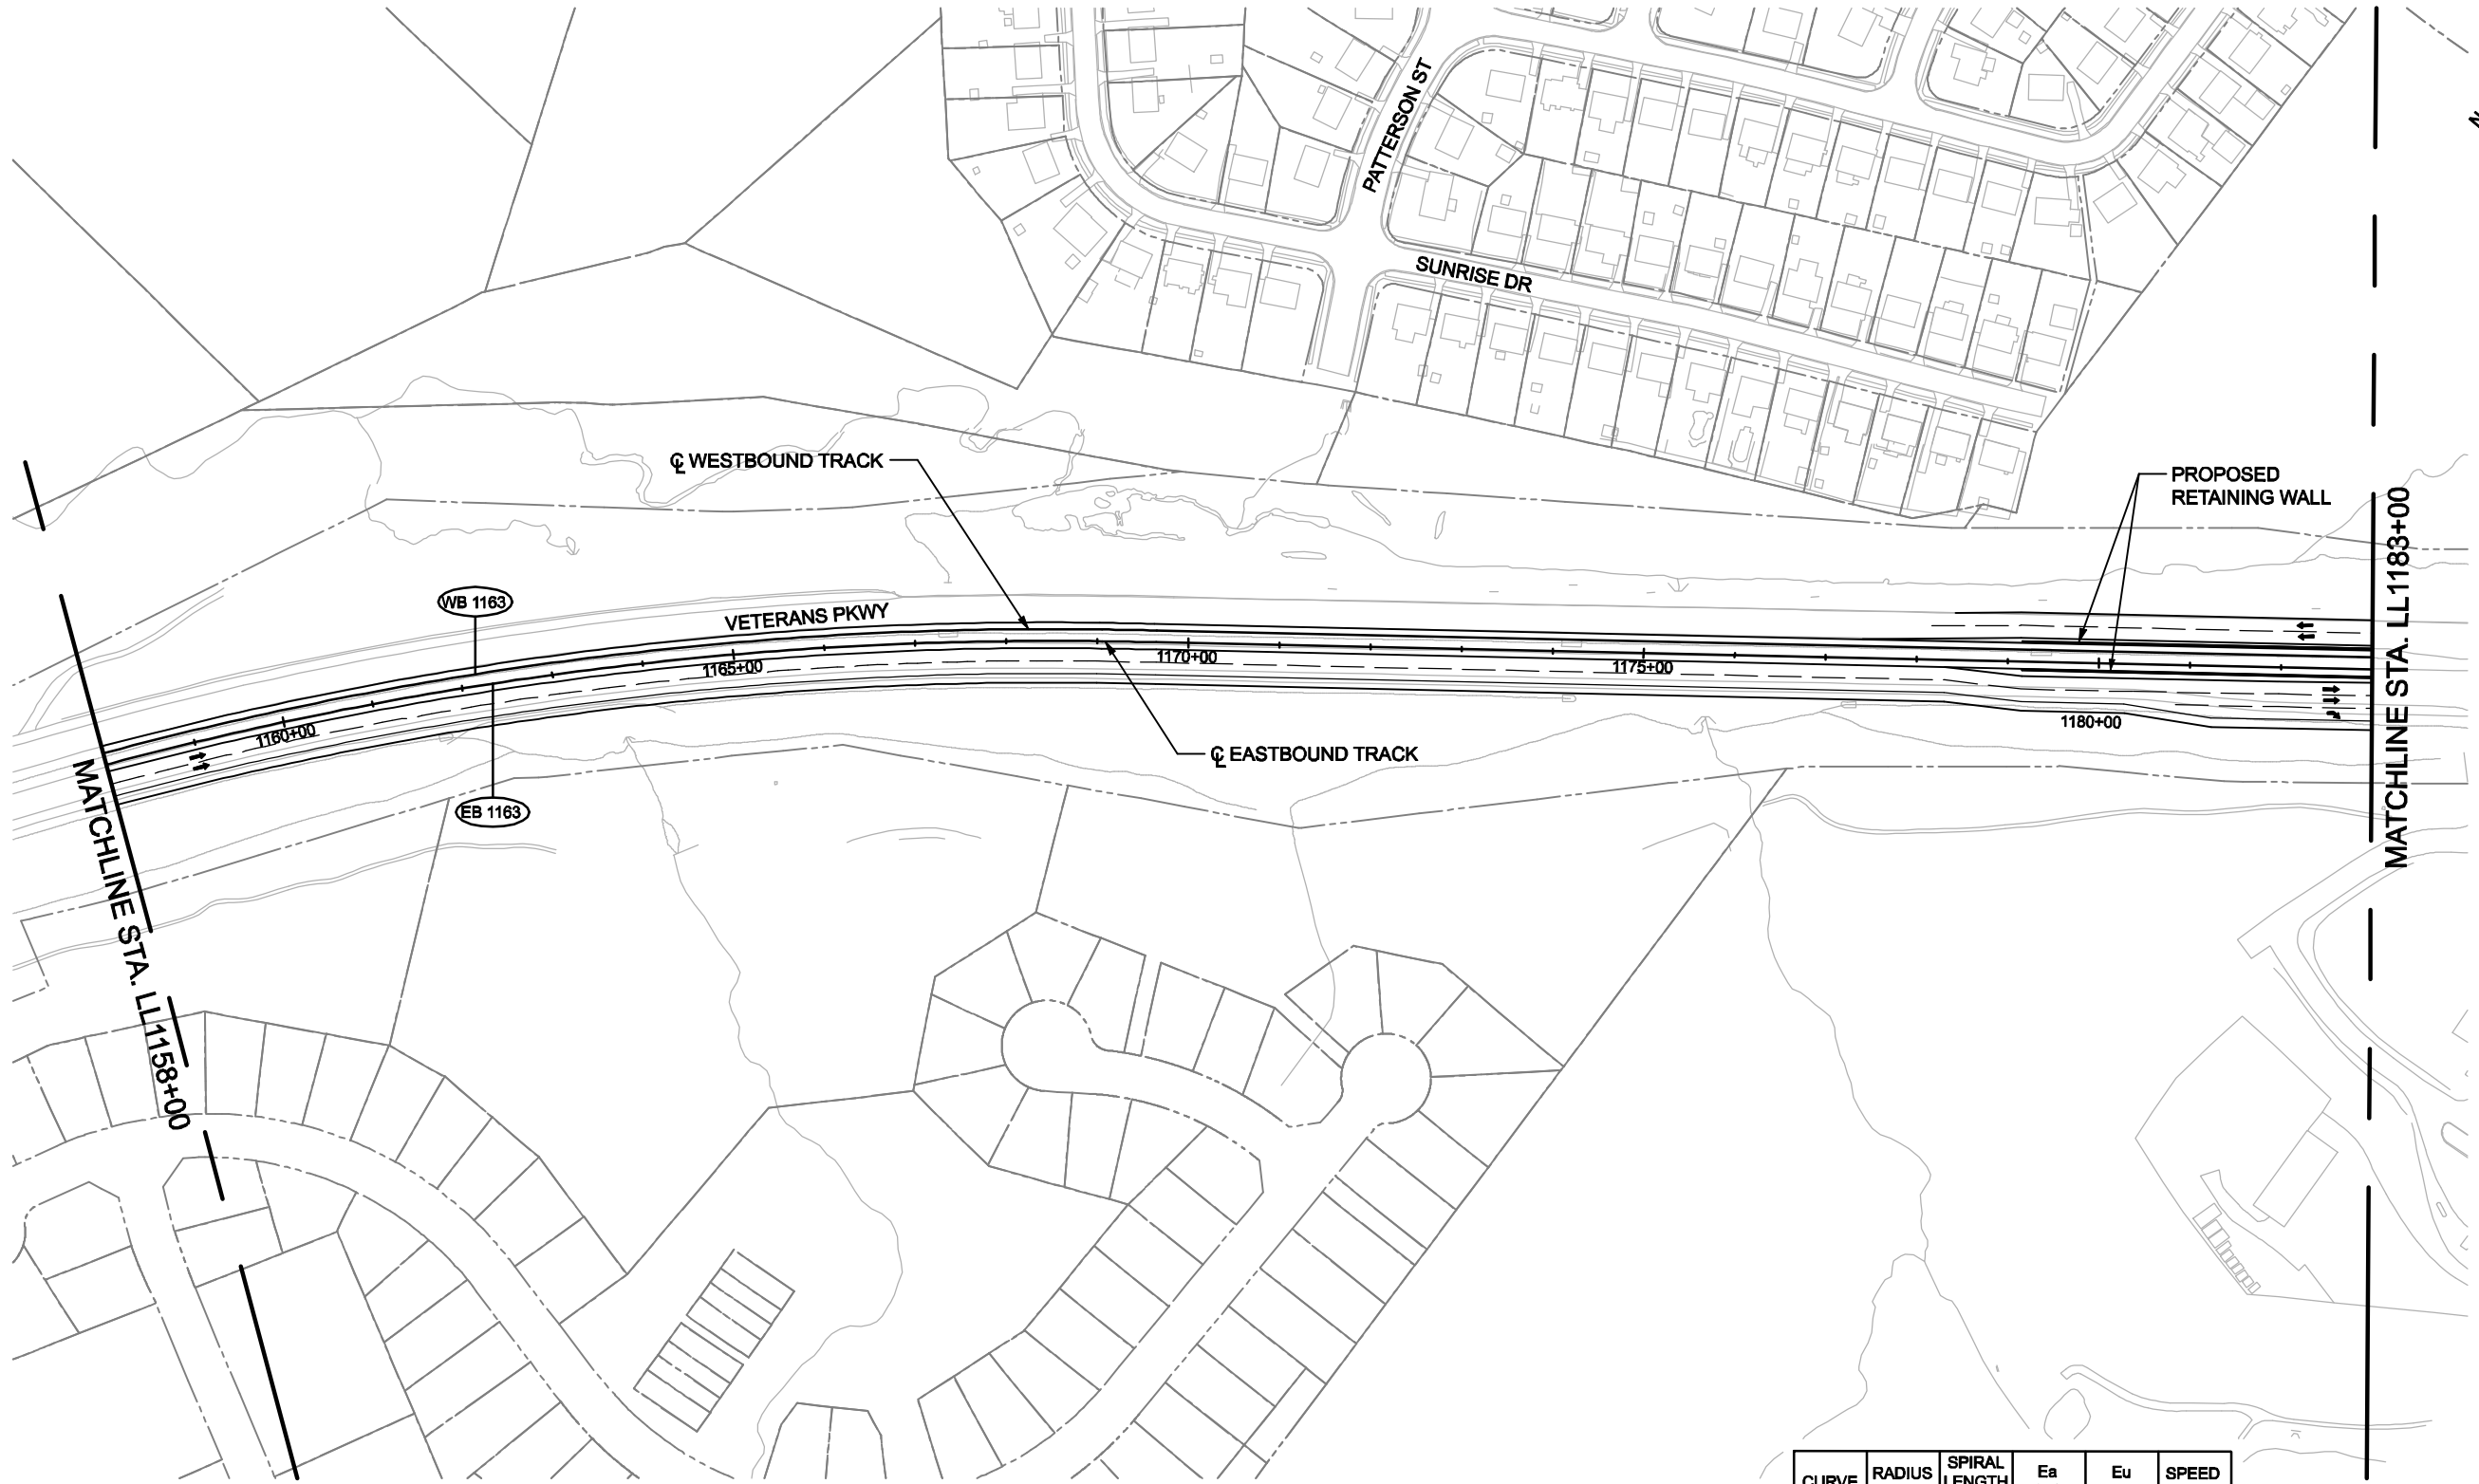 PATTERSON ST
SUNRISE DR
℄ WESTBOUND TRACK
PROPOSED
RETAINING WALL
MATCHLINE STA. LL1183+00
WB 1163
VETERANS PKWY
1165+00
1170+00
1175+00
1160+00
1180+00
℄ EASTBOUND TRACK
EB 1163
MATCHLINE STA. LL1158+00
CURVE RADIUS SPIRAL LENGTH Ea Eu SPEED